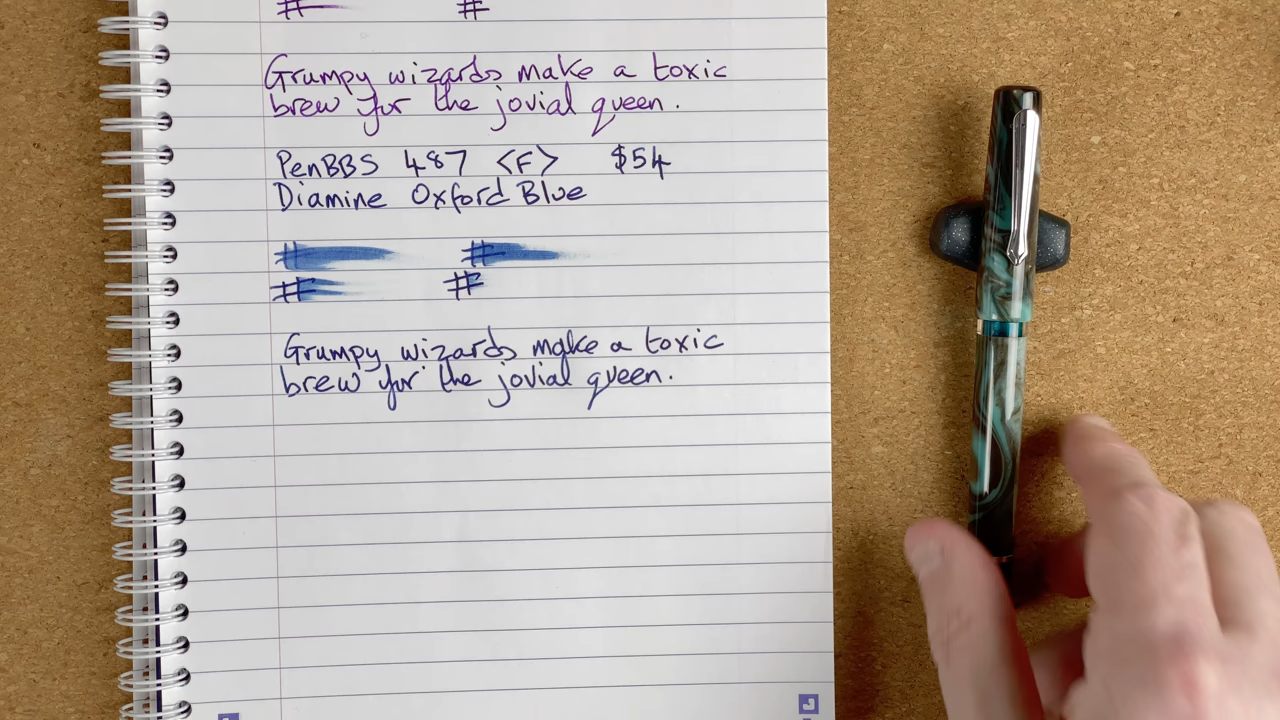 # #
Grumpy wizards make a toxic
brew for the jovial queen.
PenBBS 487 <F> $54
Diamine Oxford Blue
# #
# #
Grumpy wizards make a toxic
brew for the jovial queen.